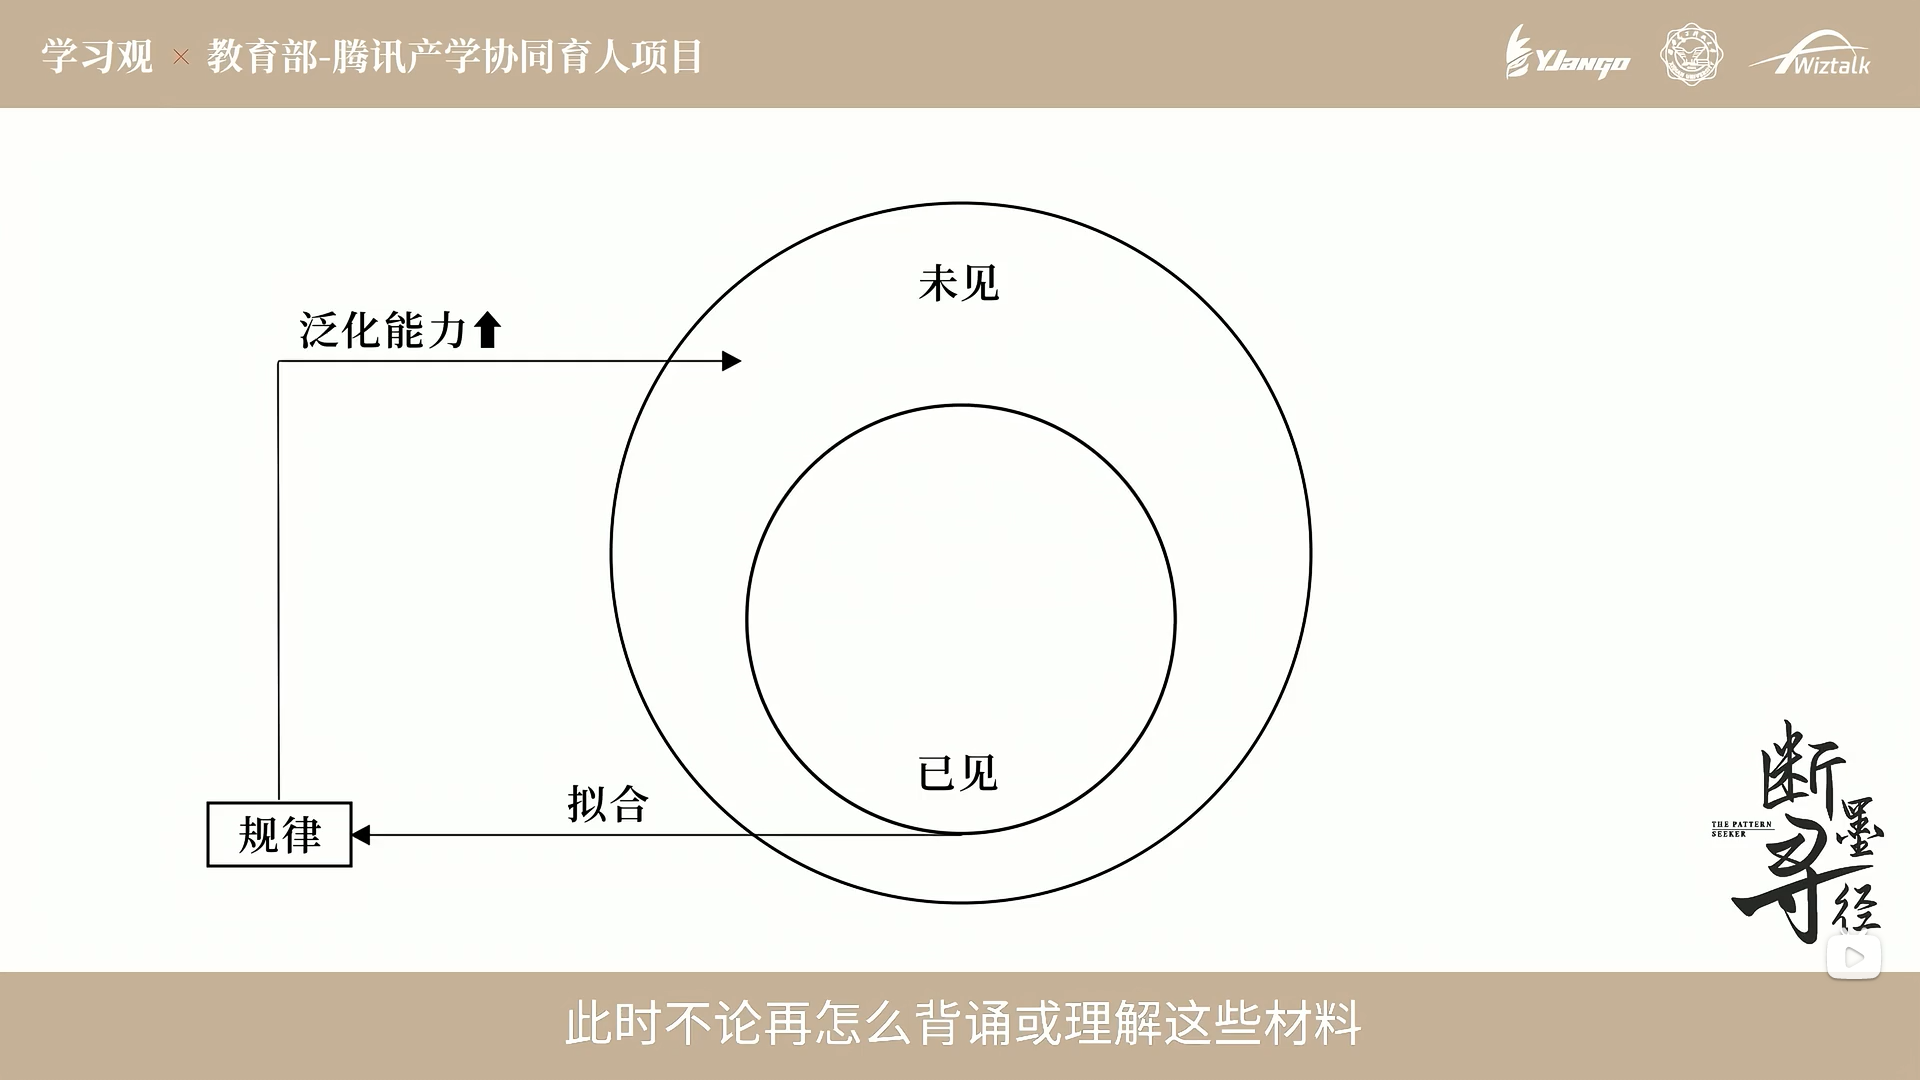 学习观 × 教育部-腾讯产学协同育人项目
YJango
Wiztalk
未见
泛化能力⬆
已见
拟合
规律
断墨寻径
THE PATTERN
SEEKER
此时不论再怎么背诵或理解这些材料